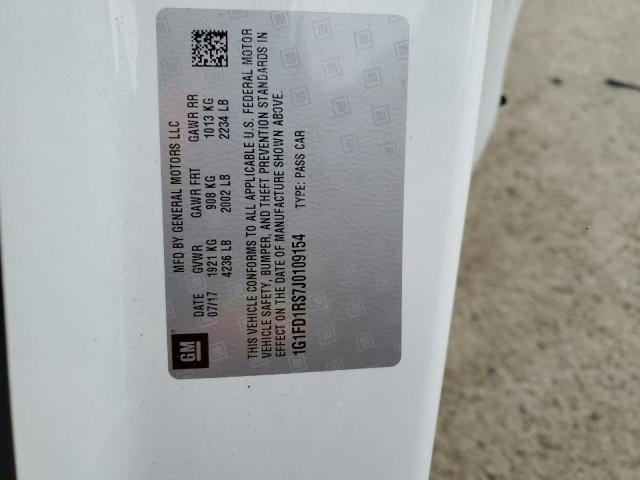 MFD BY GENERAL MOTORS LLC
DATE GVWR GAWR FRT GAWR RR
07/17 1921 KG 908 KG 1013 KG
4236 LB 2002 LB 2234 LB
GM
THIS VEHICLE CONFORMS TO ALL APPLICABLE U.S. FEDERAL MOTOR
VEHICLE SAFETY, BUMPER, AND THEFT PREVENTION STANDARDS IN
EFFECT ON THE DATE OF MANUFACTURE SHOWN ABOVE.
1G1FD1RS7J0109154 TYPE: PASS CAR